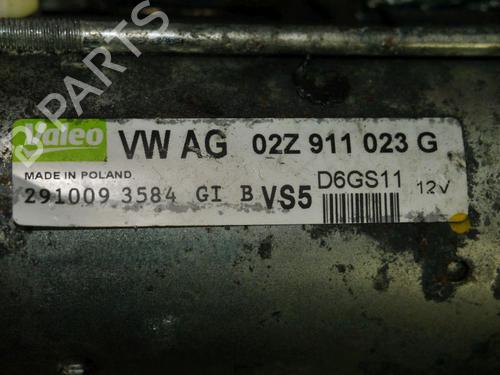 Valeo VW AG 02Z 911 023 G
MADE IN POLAND
291009 3584 GI B VS5 D6GS11 12V
B-PARTS